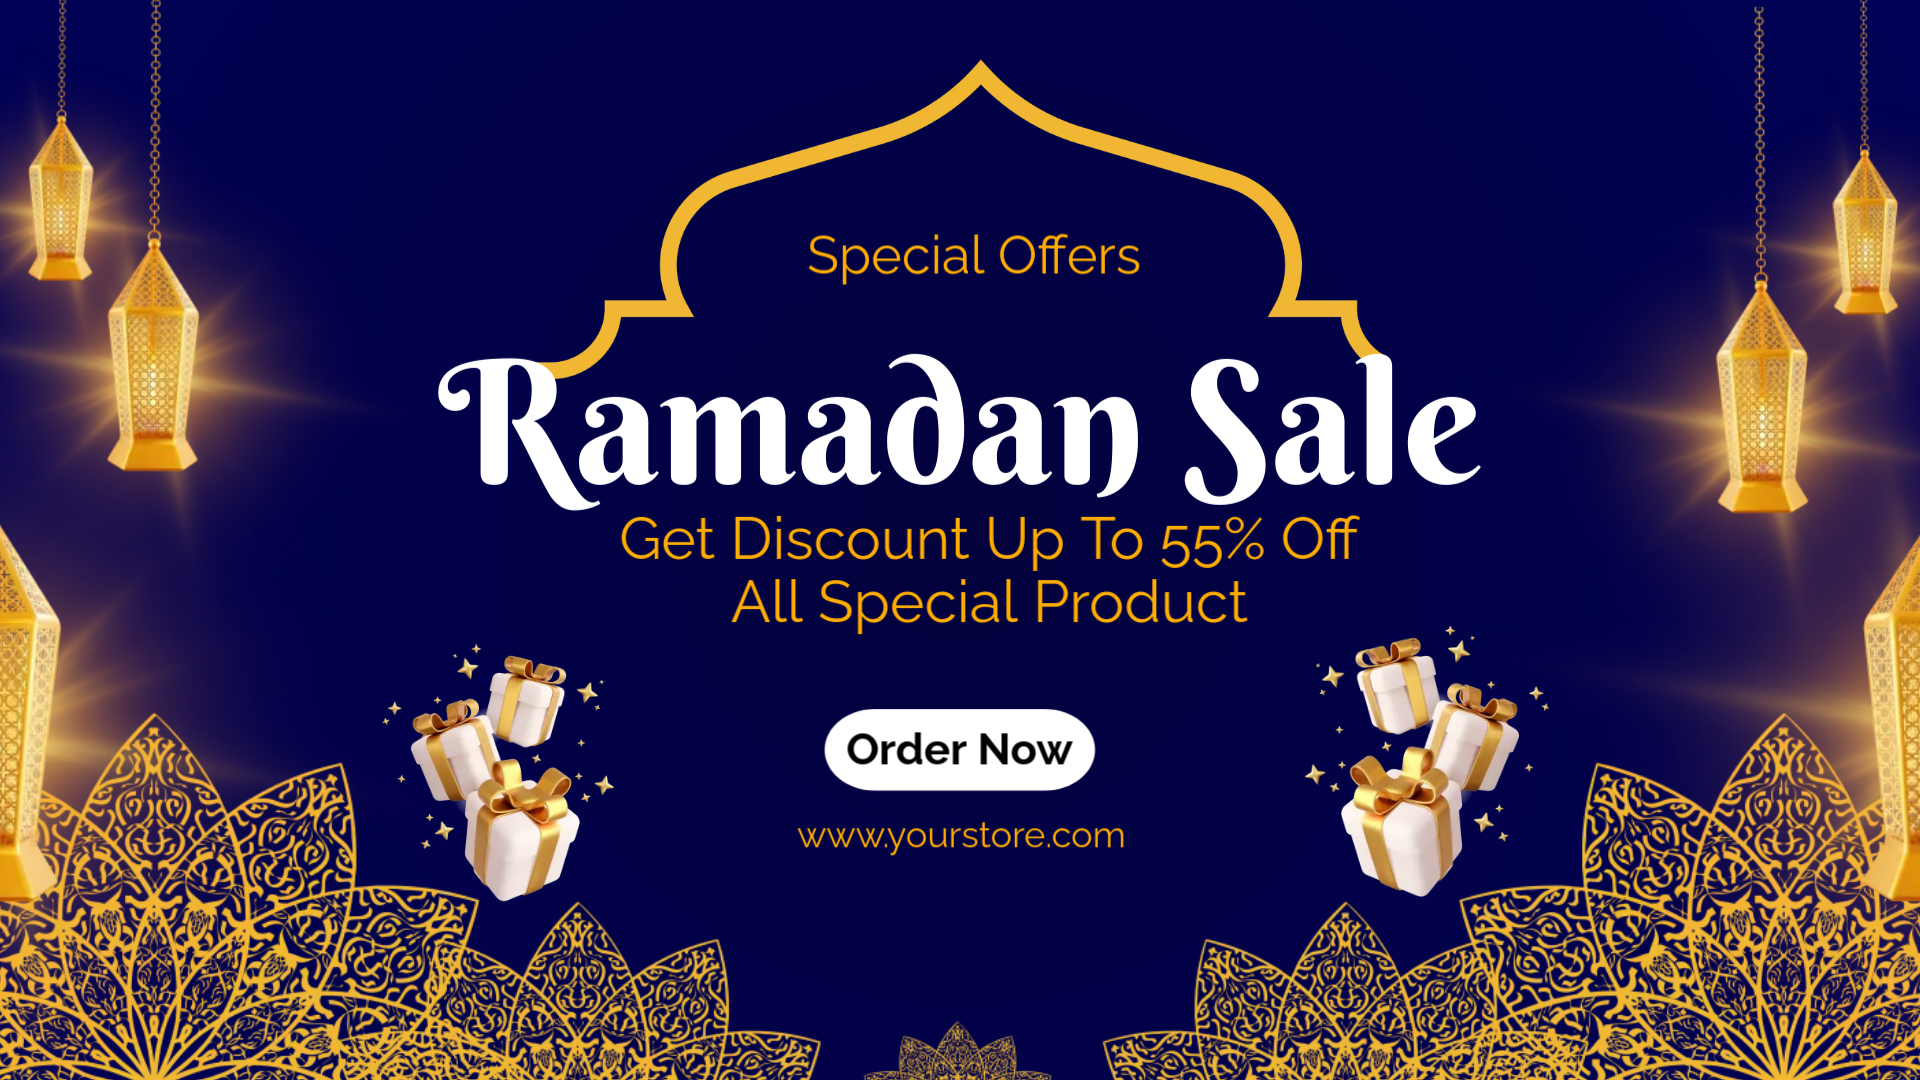 Special Offers
Ramadan Sale
Get Discount Up To 55% Off
All Special Product
Order Now
www.yourstore.com